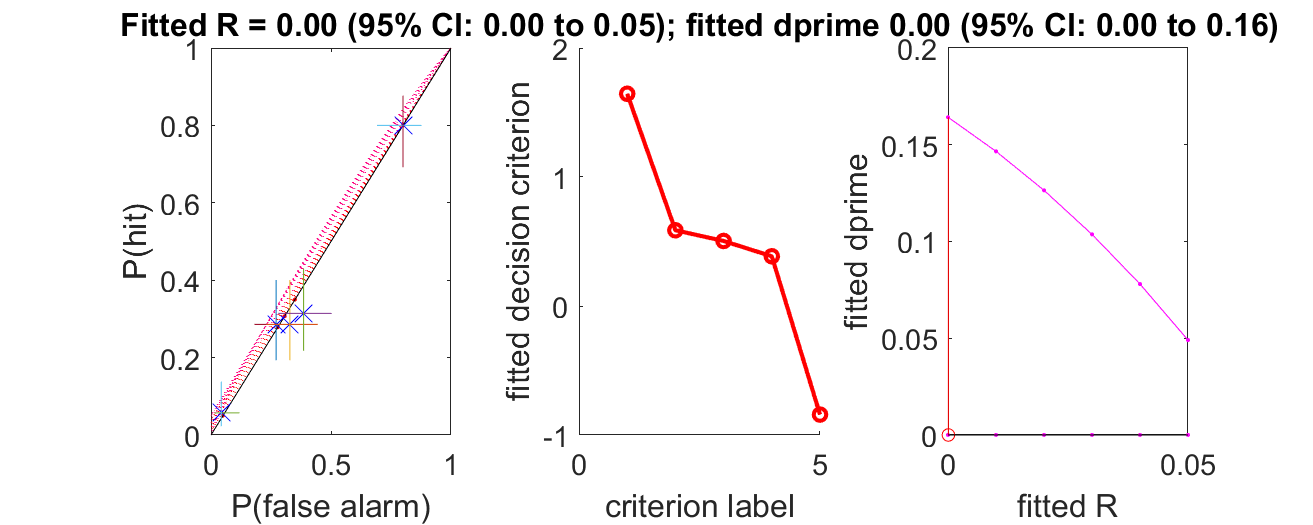 Fitted R = 0.00 (95% CI: 0.00 to 0.05); fitted dprime 0.00 (95% CI: 0.00 to 0.16)
1
0.8
0.6
0.4
0.2
0
0 0.5 1
P(hit)
P(false alarm)
2
1
0
-1
0 5
fitted decision criterion
criterion label
0.2
0.15
0.1
0.05
0
0 0.05
fitted dprime
fitted R